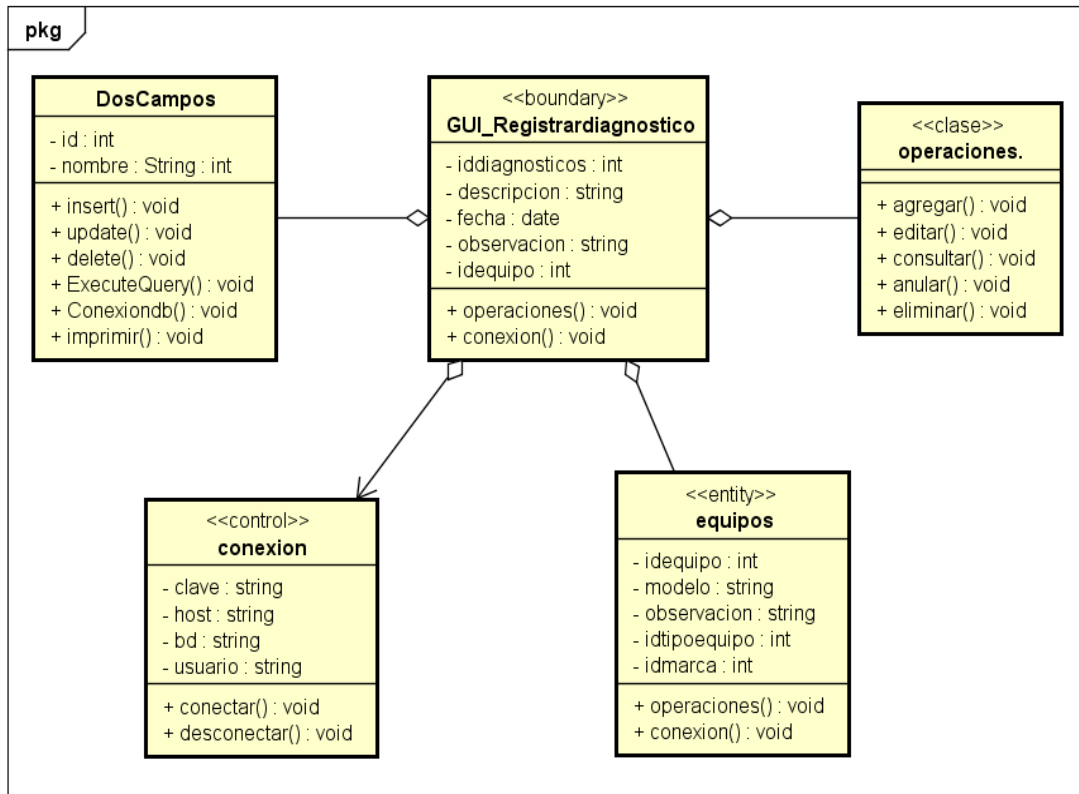 pkg
DosCampos
- id : int
- nombre : String : int
+ insert() : void
+ update() : void
+ delete() : void
+ ExecuteQuery() : void
+ Conexiondb() : void
+ imprimir() : void
<<boundary>>
GUI_Registrardiagnostico
- iddiagnosticos : int
- descripcion : string
- fecha : date
- observacion : string
- idequipo : int
+ operaciones() : void
+ conexion() : void
<<clase>>
operaciones.
+ agregar() : void
+ editar() : void
+ consultar() : void
+ anular() : void
+ eliminar() : void
<<control>>
conexion
- clave : string
- host : string
- bd : string
- usuario : string
+ conectar() : void
+ desconectar() : void
<<entity>>
equipos
- idequipo : int
- modelo : string
- observacion : string
- idtipoequipo : int
- idmarca : int
+ operaciones() : void
+ conexion() : void